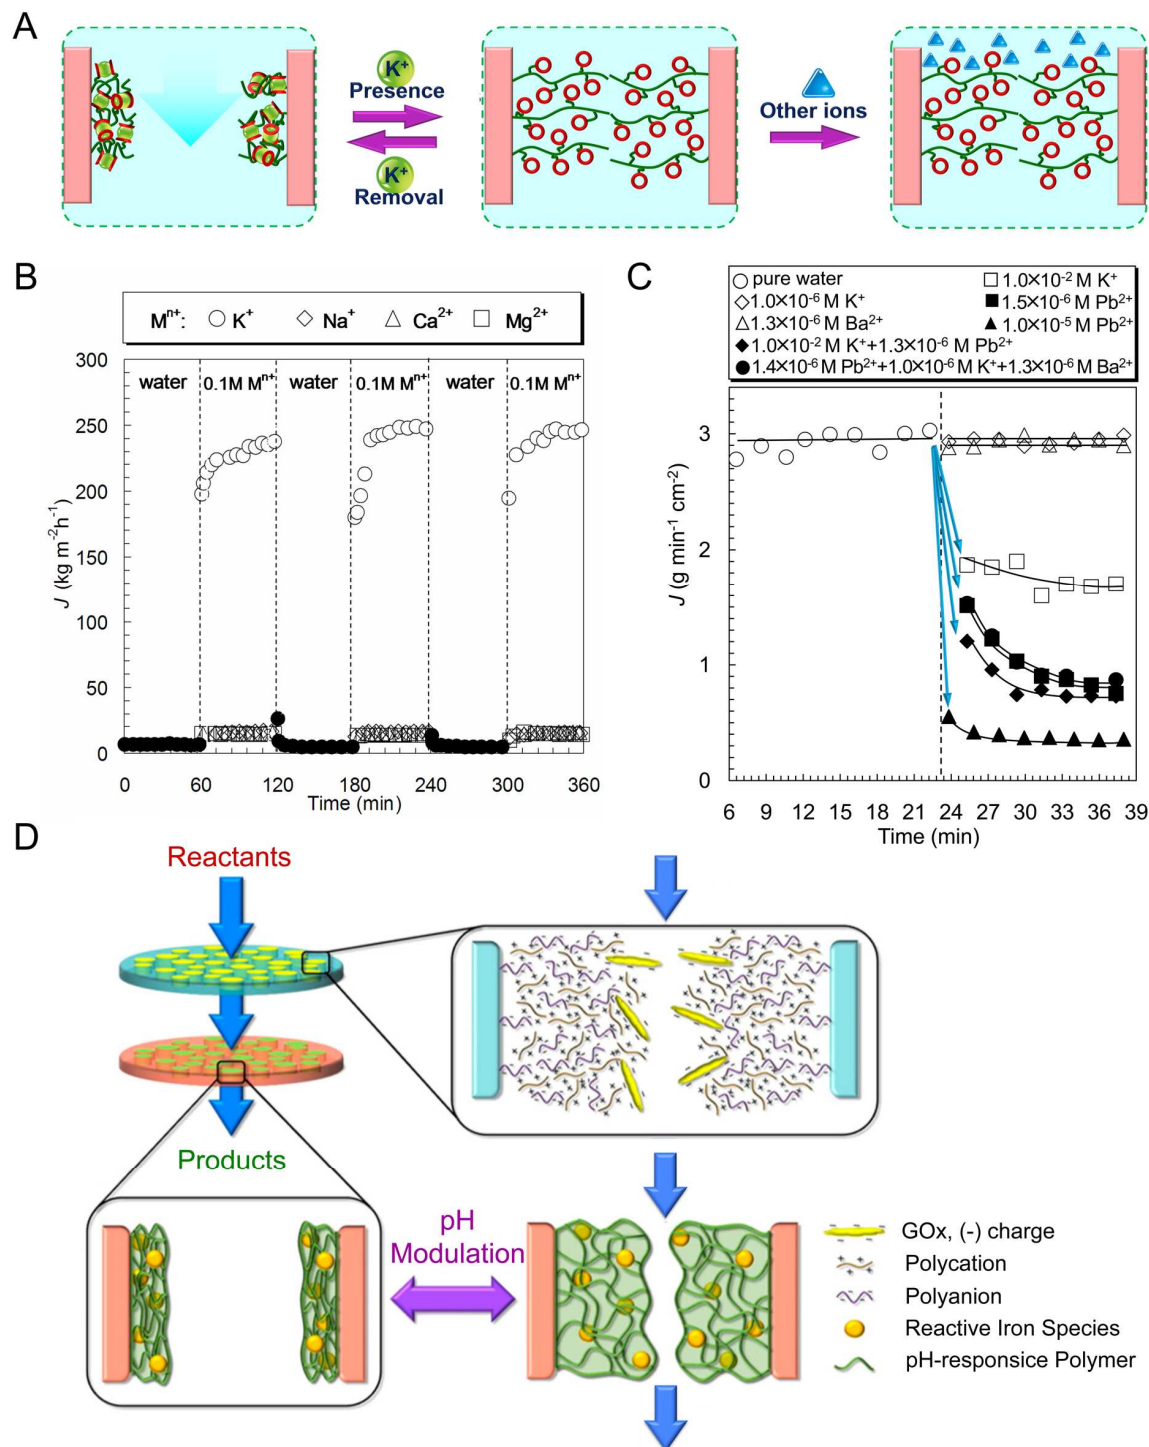 A
K⁺
Presence
K⁺
Removal
Other ions
B
Mⁿ⁺: K⁺ Na⁺ Ca²⁺ Mg²⁺
300
250
200
150
100
50
0
water 0.1M Mⁿ⁺ water 0.1M Mⁿ⁺ water 0.1M Mⁿ⁺
J (kg m⁻²h⁻¹)
0 60 120 180 240 300 360
Time (min)
C
pure water
1.0×10⁻⁶ M K⁺
1.3×10⁻⁶ M Ba²⁺
1.0×10⁻² M K⁺
1.5×10⁻⁶ M Pb²⁺
1.0×10⁻⁵ M Pb²⁺
1.0×10⁻² M K⁺+1.3×10⁻⁶ M Pb²⁺
1.4×10⁻⁶ M Pb²⁺+1.0×10⁻⁶ M K⁺+1.3×10⁻⁶ M Ba²⁺
3
2
1
0
J (g min⁻¹ cm⁻²)
6 9 12 15 18 21 24 27 30 33 36 39
Time (min)
D
Reactants
Products
pH
Modulation
GOx, (-) charge
Polycation
Polyanion
Reactive Iron Species
pH-responsice Polymer